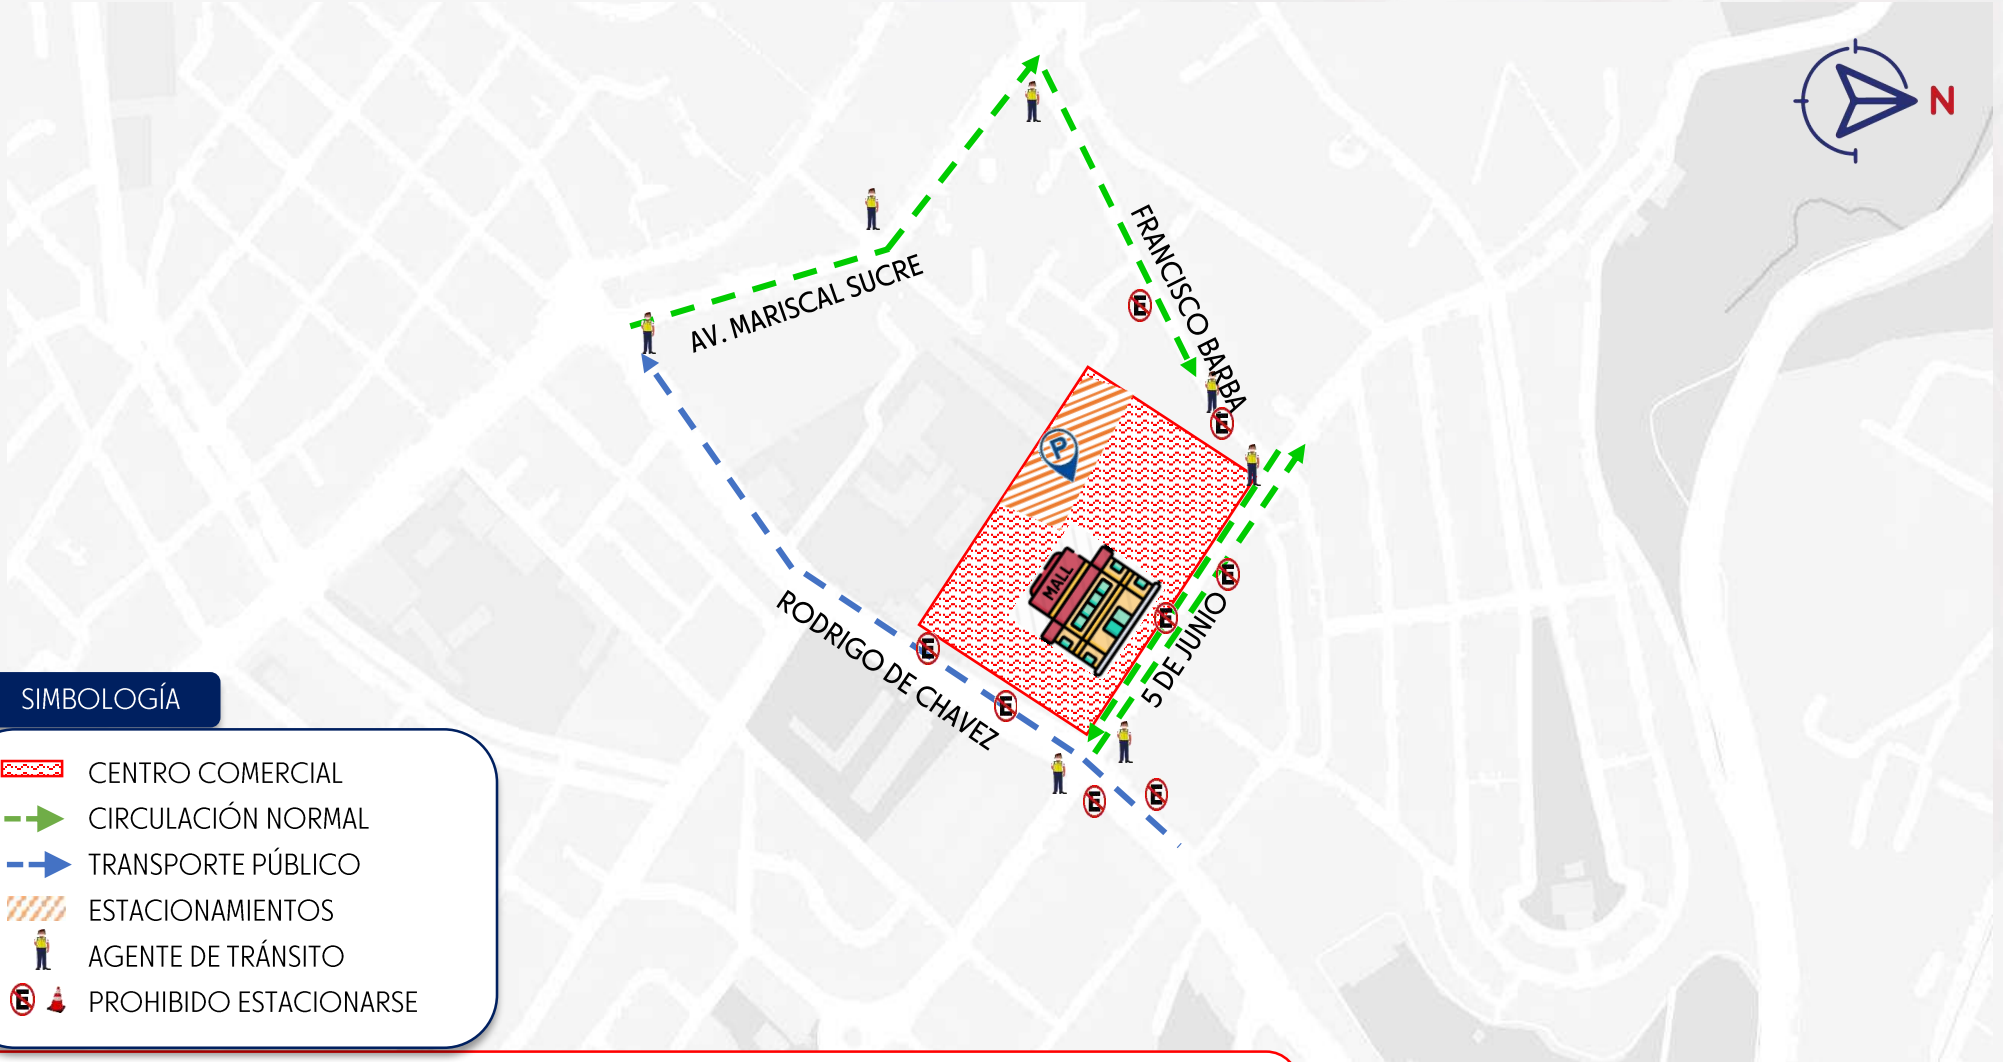 N
FRANCISCO BARBA
AV. MARISCAL SUCRE
P
MALL
5 DE JUNIO
RODRIGO DE CHAVEZ
E
E
E
E
E
E
E
E
SIMBOLOGÍA
CENTRO COMERCIAL
CIRCULACIÓN NORMAL
TRANSPORTE PÚBLICO
ESTACIONAMIENTOS
AGENTE DE TRÁNSITO
E PROHIBIDO ESTACIONARSE